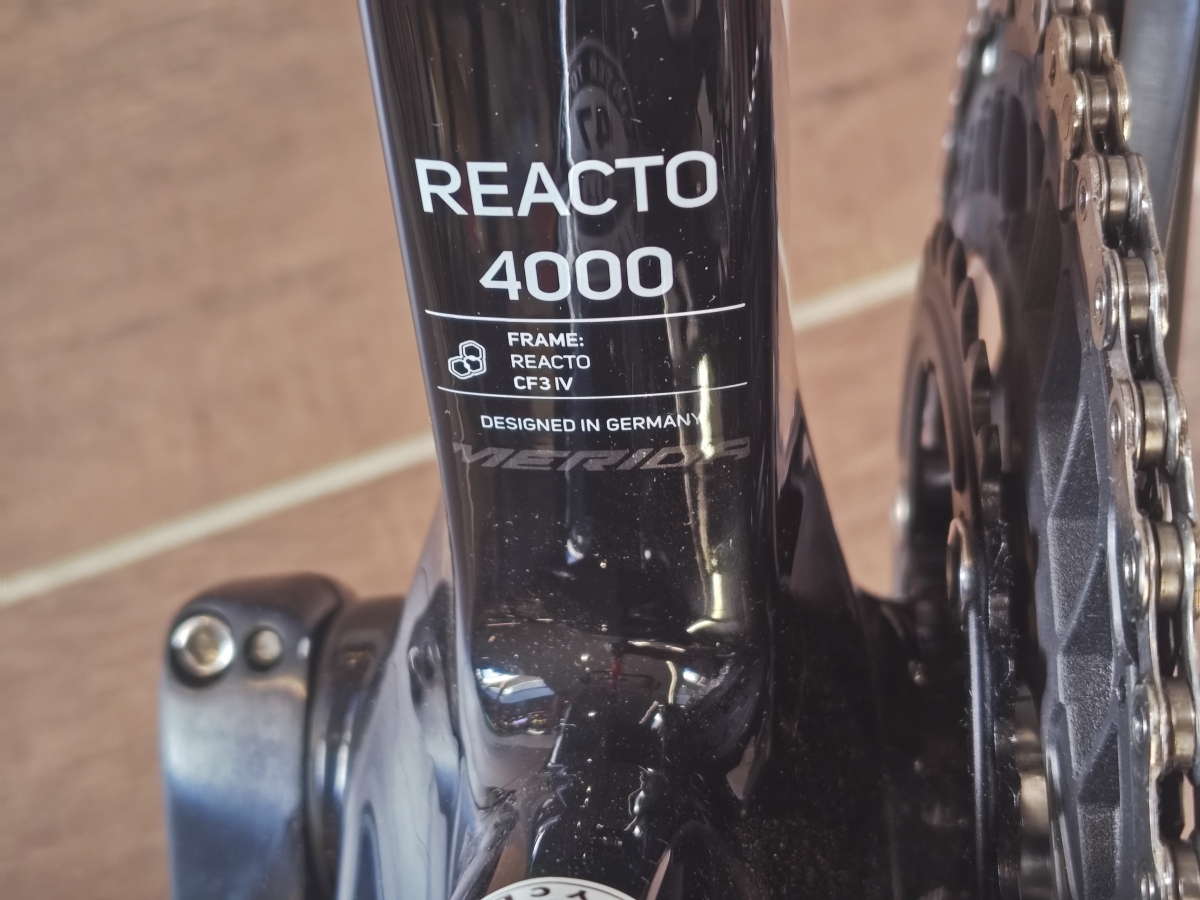 REACTO
4000
FRAME:
REACTO
CF3 IV
DESIGNED IN GERMANY
MERIDA